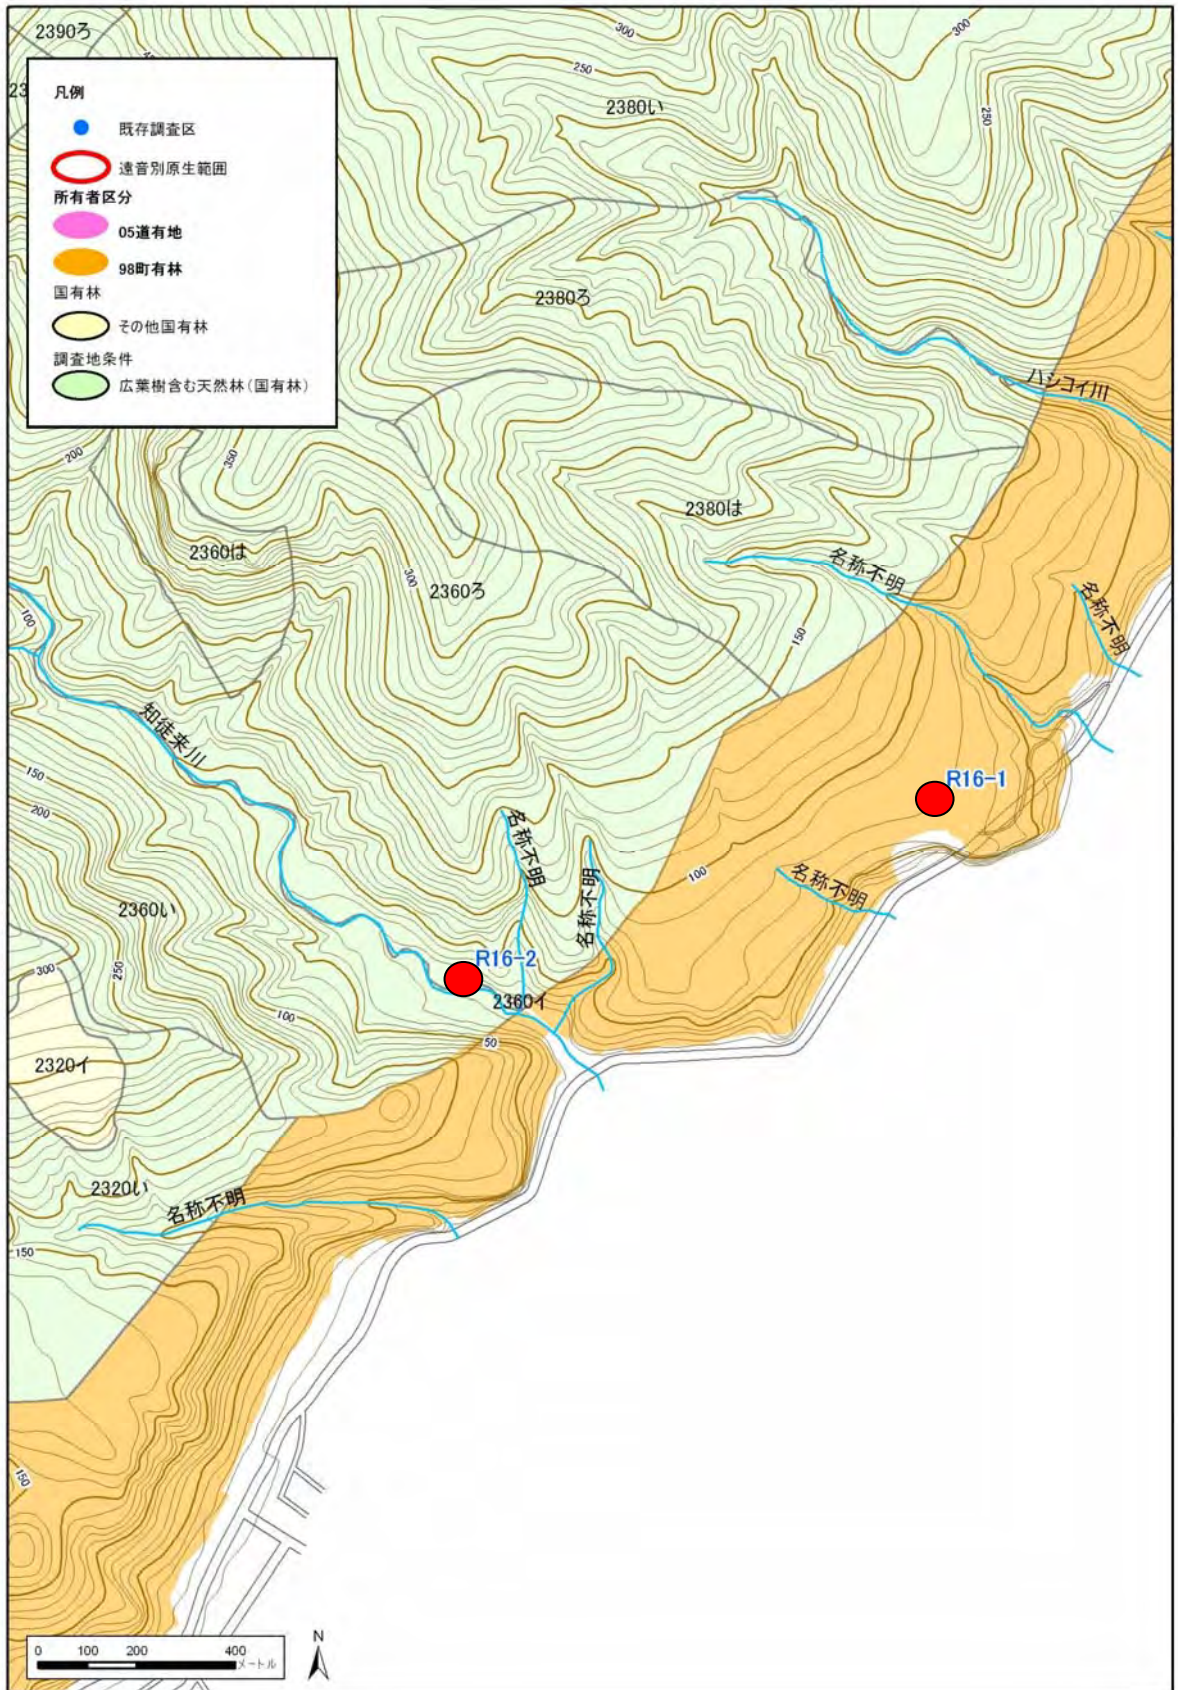 2390ろ
300
300
45
250
23
凡例
既存調査区
遠音別原生範囲
所有者区分
05道有地
98町有林
国有林
その他国有林
調査地条件
広葉樹含む天然林(国有林)
2380い
250
2380ろ
ハシコイ川
200
350
2380は
2360は
300
2360ろ
名称不明
名称不明
100
150
知徒来川
150
200
R16-1
名称不明
名称不明
100
名称不明
2360い
300
250
R16-2
2360イ
100
50
2320イ
2320い
名称不明
150
150
0 100 200 400
メートル
N